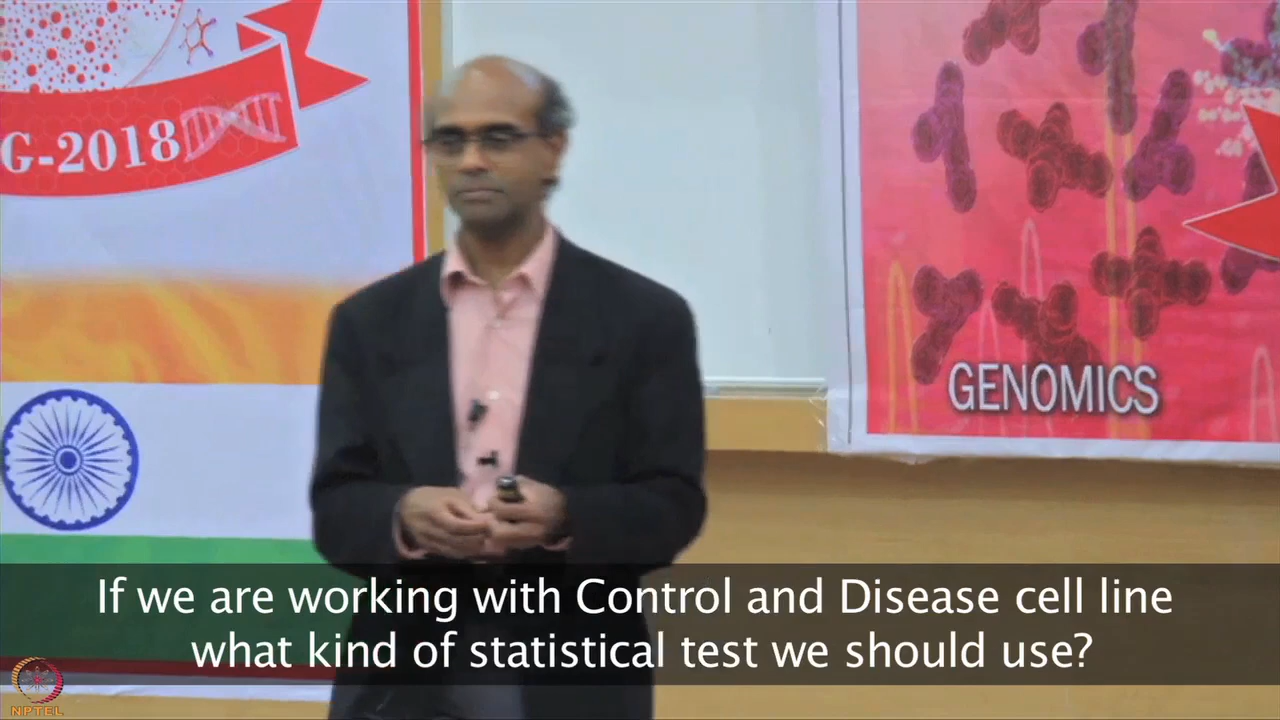 G-2018
GENOMICS
If we are working with Control and Disease cell line
what kind of statistical test we should use?
NPTEL